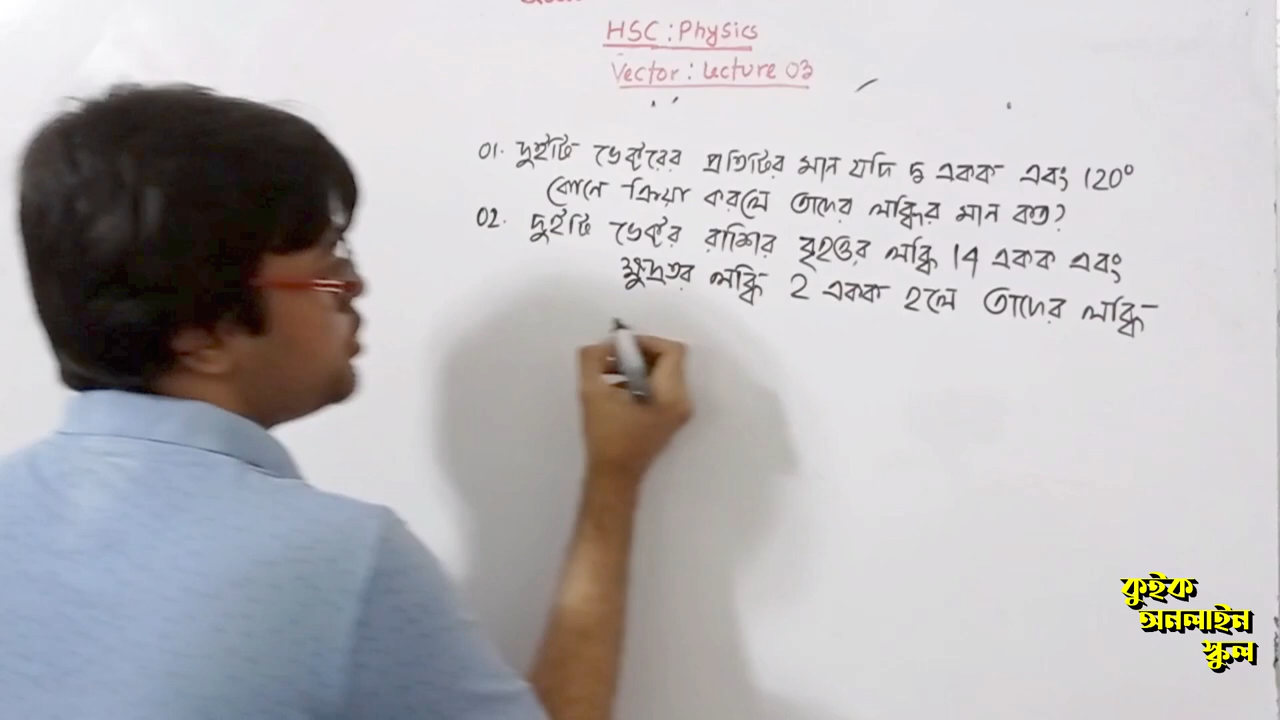 HSC : Physics
Vector : Lecture 03
01. দুইটি ভেক্টরের প্রতিটির মান যদি ৬ একক এবং 120°
কোনে ক্রিয়া করলে তাদের লব্ধির মান কত?
02. দুইটি ভেক্টর রাশির বৃহত্তর লব্ধি 14 একক এবং
ক্ষুদ্রতর লব্ধি 2 একক হলে তাদের লব্ধি
কুইক
অনলাইন
স্কুল